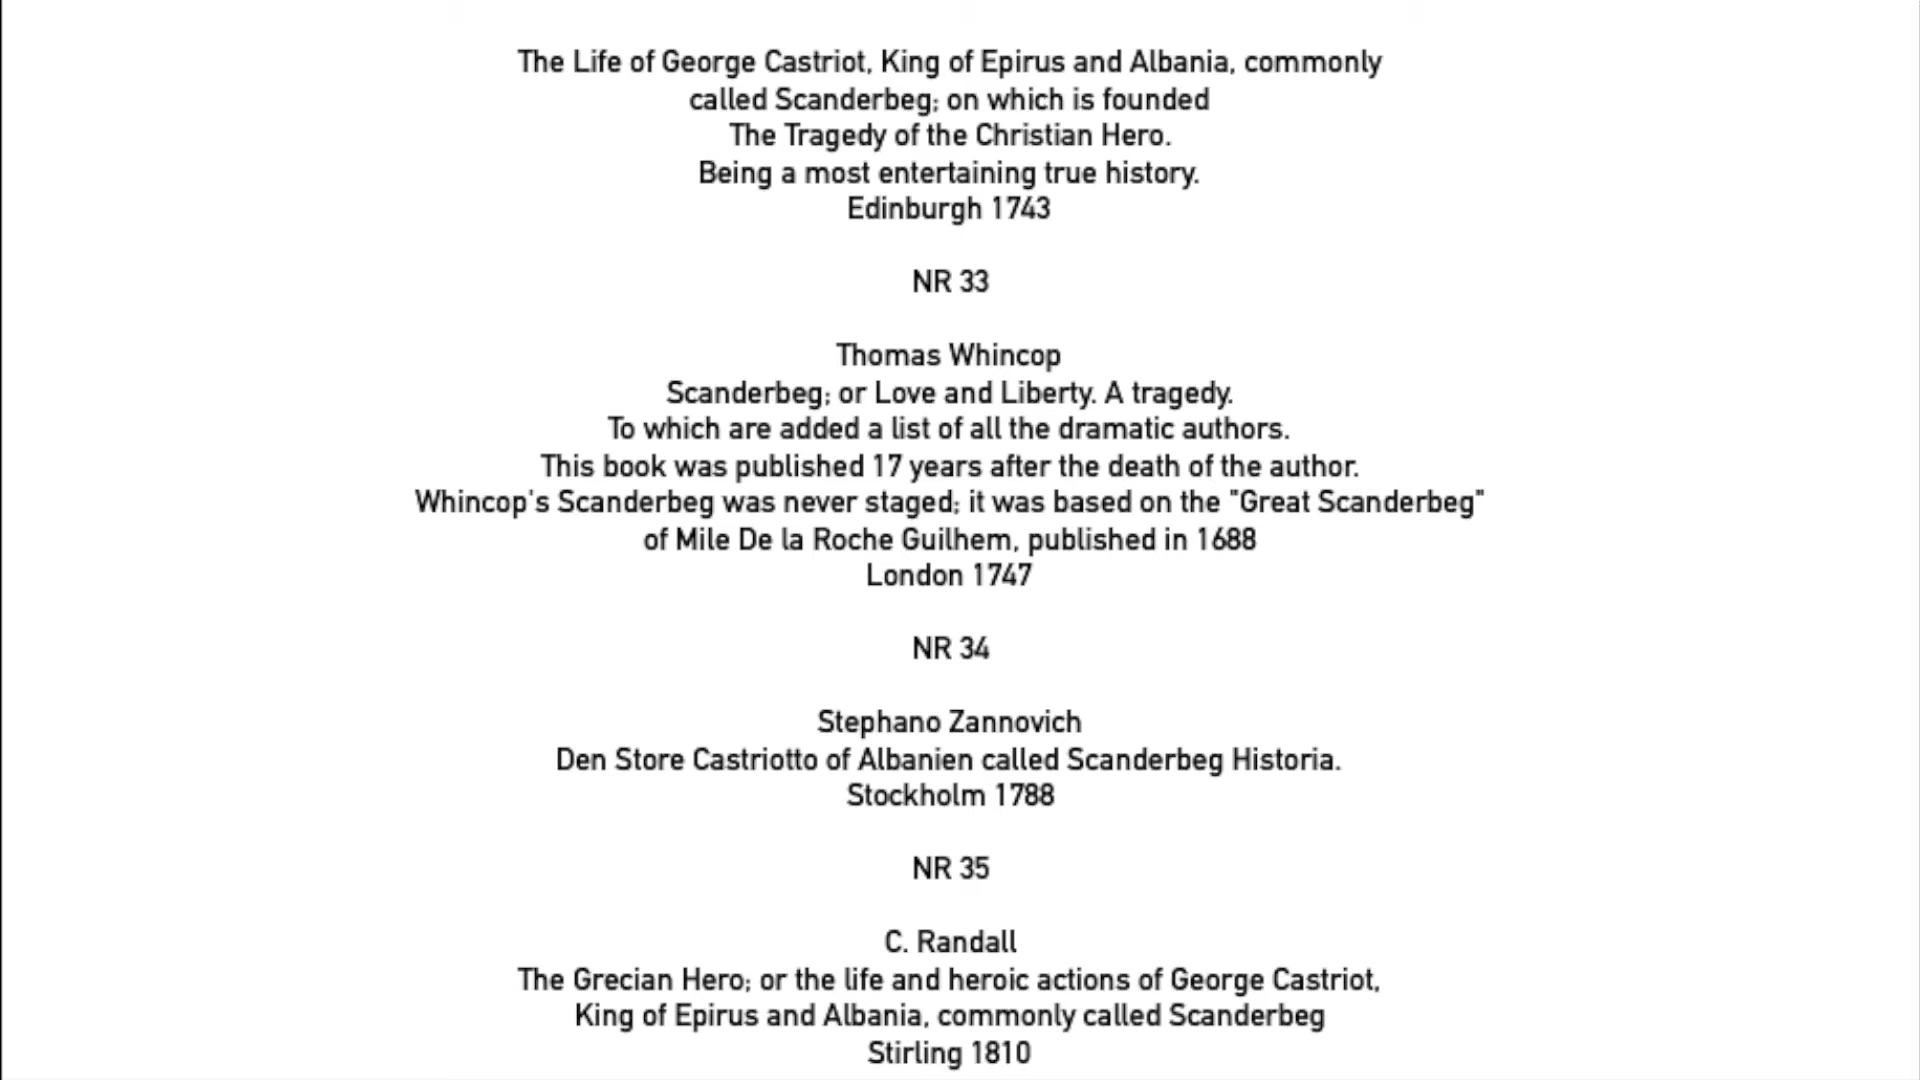 The Life of George Castriot, King of Epirus and Albania, commonly
called Scanderbeg; on which is founded
The Tragedy of the Christian Hero.
Being a most entertaining true history.
Edinburgh 1743
NR 33
Thomas Whincop
Scanderbeg; or Love and Liberty. A tragedy.
To which are added a list of all the dramatic authors.
This book was published 17 years after the death of the author.
Whincop's Scanderbeg was never staged; it was based on the "Great Scanderbeg"
of Mile De la Roche Guilhem, published in 1688
London 1747
NR 34
Stephano Zannovich
Den Store Castriotto of Albanien called Scanderbeg Historia.
Stockholm 1788
NR 35
C. Randall
The Grecian Hero; or the life and heroic actions of George Castriot,
King of Epirus and Albania, commonly called Scanderbeg
Stirling 1810